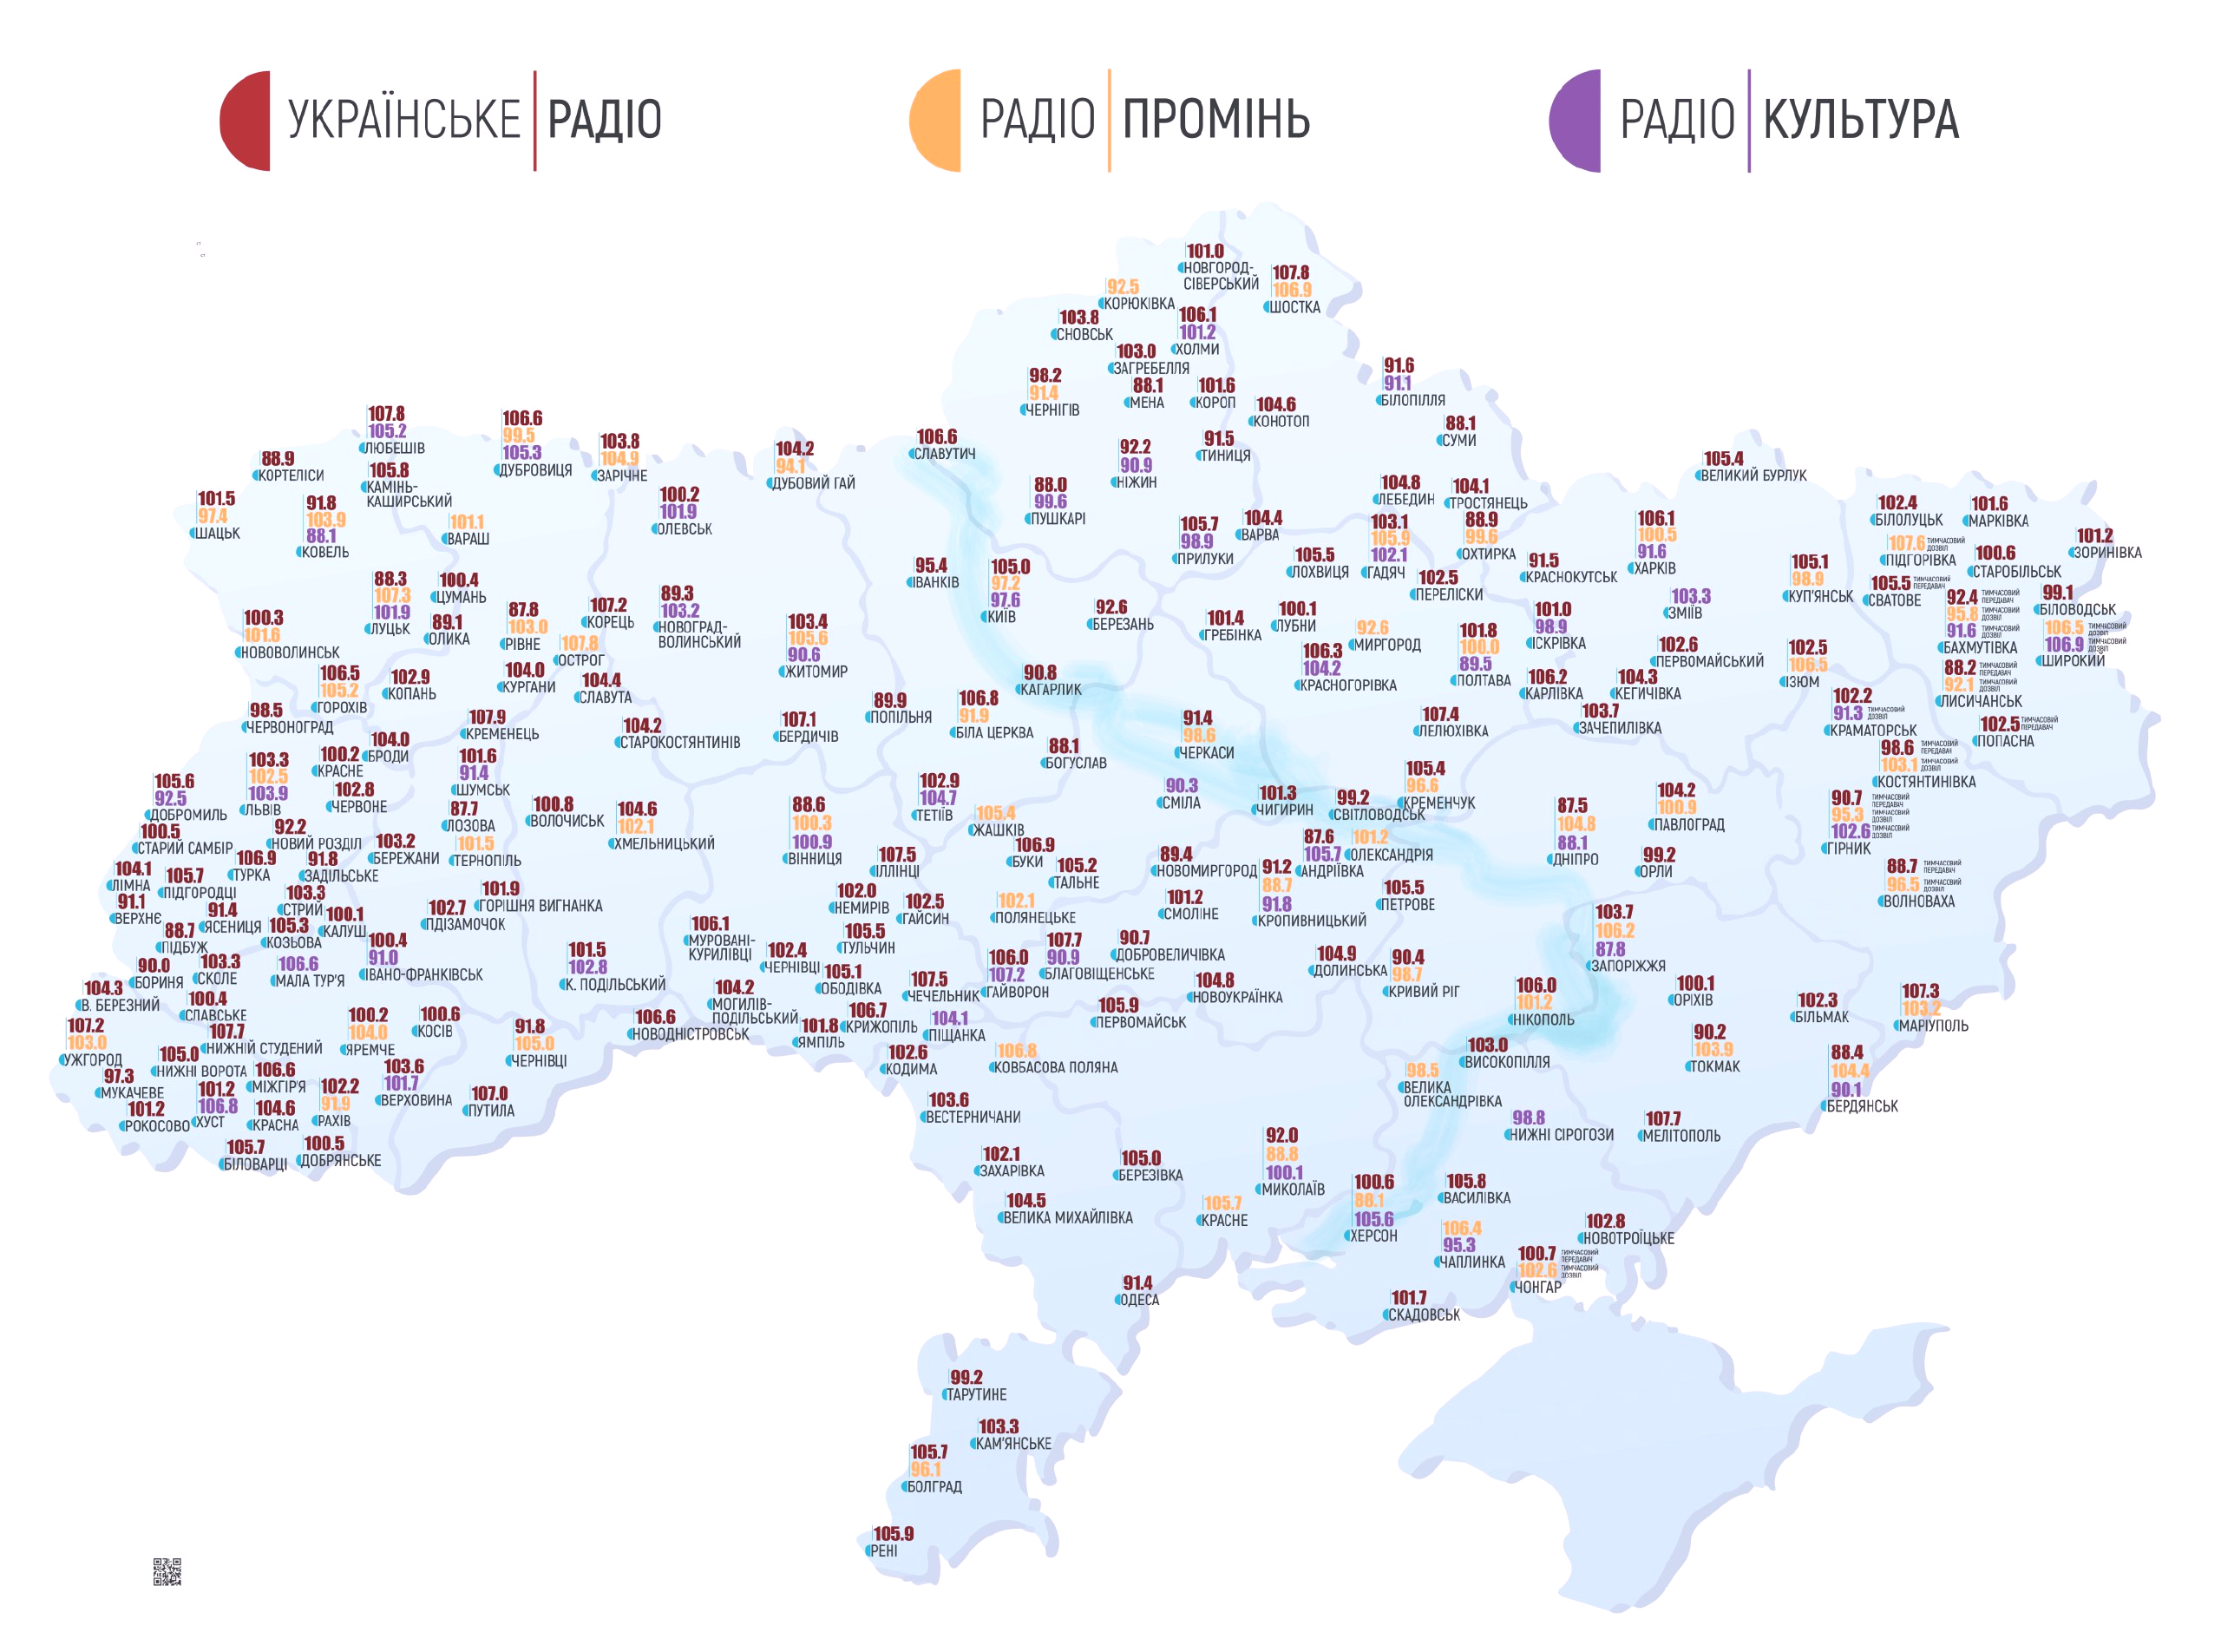 УКРАЇНСЬКЕ РАДІО
РАДІО ПРОМІНЬ
РАДІО КУЛЬТУРА
101.0
НОВГОРОД-
СІВЕРСЬКИЙ
107.8
106.9
ШОСТКА
92.5
КОРЮКІВКА
103.8
СНОВСЬК
106.1
101.2
ХОЛМИ
103.0
ЗАГРЕБЕЛЛЯ
98.2
91.4
ЧЕРНІГІВ
88.1
МЕНА
101.6
КОРОП
104.6
КОНОТОП
91.6
91.1
БІЛОПІЛЛЯ
88.1
СУМИ
107.8
105.2
ЛЮБЕШІВ
106.6
99.5
105.3
ДУБРОВИЦЯ
103.8
104.9
ЗАРІЧНЕ
104.2
94.1
ДУБОВИЙ ГАЙ
106.6
СЛАВУТИЧ
92.2
90.9
НІЖИН
91.5
ТИНИЦЯ
105.4
ВЕЛИКИЙ БУРЛУК
88.9
КОРТЕЛІСИ
105.8
КАМІНЬ-
КАШИРСЬКИЙ
101.5
97.4
ШАЦЬК
91.8
103.9
88.1
КОВЕЛЬ
101.1
ВАРАШ
100.2
101.9
ОЛЕВСЬК
88.0
99.6
ПУШКАРІ
105.7
98.9
ПРИЛУКИ
104.4
ВАРВА
104.8
ЛЕБЕДИН
104.1
ТРОСТЯНЕЦЬ
103.1
105.9
102.1
ГАДЯЧ
88.9
99.6
ОХТИРКА
106.1
100.5
91.6
ХАРКІВ
102.4
БІЛОЛУЦЬК
101.6
МАРКІВКА
101.2
ЗОРИНІВКА
107.6 ТИМЧАСОВИЙ ДОЗВІЛ
ПІДГОРІВКА
100.6
СТАРОБІЛЬСЬК
105.5
ЛОХВИЦЯ
102.5
ПЕРЕЛІСКИ
91.5
КРАСНОКУТСЬК
105.1
98.9
КУП'ЯНСЬК
105.5 ТИМЧАСОВИЙ ПЕРЕДАВАЧ
СВАТОВЕ
95.4
ІВАНКІВ
105.0
97.2
97.6
КИЇВ
88.3
107.3
101.9
ЛУЦЬК
100.4
ЦУМАНЬ
89.1
ОЛИКА
87.8
103.0
РІВНЕ
107.2
КОРЕЦЬ
89.3
103.2
НОВОГРАД-
ВОЛИНСЬКИЙ
103.4
105.6
90.6
ЖИТОМИР
92.6
БЕРЕЗАНЬ
101.4
ГРЕБІНКА
100.1
ЛУБНИ
92.6
МИРГОРОД
101.8
100.0
89.5
ПОЛТАВА
101.0
98.9
ІСКРІВКА
103.3
ЗМІЇВ
92.4 ТИМЧАСОВИЙ ПЕРЕДАВАЧ
95.8 ТИМЧАСОВИЙ ДОЗВІЛ
91.6 ТИМЧАСОВИЙ ДОЗВІЛ
БАХМУТІВКА
99.1
БІЛОВОДСЬК
106.5 ТИМЧАСОВИЙ ДОЗВІЛ
106.9 ТИМЧАСОВИЙ ДОЗВІЛ
ШИРОКИЙ
100.3
101.6
НОВОВОЛИНСЬК
107.8
ОСТРОГ
106.3
104.2
КРАСНОГОРІВКА
102.6
ПЕРВОМАЙСЬКИЙ
102.5
106.5
ІЗЮМ
88.2 ТИМЧАСОВИЙ ПЕРЕДАВАЧ
92.1 ТИМЧАСОВИЙ ДОЗВІЛ
ЛИСИЧАНСЬК
106.5
105.2
ГОРОХІВ
102.9
КОПАНЬ
104.0
КУРГАНИ
104.4
СЛАВУТА
90.8
КАГАРЛИК
106.2
КАРЛІВКА
104.3
КЕГИЧІВКА
98.5
ЧЕРВОНОГРАД
107.9
КРЕМЕНЕЦЬ
104.2
СТАРОКОСТЯНТИНІВ
107.1
БЕРДИЧІВ
89.9
ПОПІЛЬНЯ
106.8
91.9
БІЛА ЦЕРКВА
91.4
98.6
ЧЕРКАСИ
107.4
ЛЕЛЮХІВКА
103.7
ЗАЧЕПИЛІВКА
102.2
91.3 ТИМЧАСОВИЙ ДОЗВІЛ
КРАМАТОРСЬК
102.5 ТИМЧАСОВИЙ ПЕРЕДАВАЧ
ПОПАСНА
103.3
102.5
103.9
ЛЬВІВ
100.2
КРАСНЕ
104.0
БРОДИ
101.6
91.4
ШУМСЬК
88.1
БОГУСЛАВ
98.6 ТИМЧАСОВИЙ ПЕРЕДАВАЧ
103.1 ТИМЧАСОВИЙ ДОЗВІЛ
КОСТЯНТИНІВКА
105.6
92.5
ДОБРОМИЛЬ
102.8
ЧЕРВОНЕ
87.7
ЛОЗОВА
100.8
ВОЛОЧИСЬК
104.6
102.1
ХМЕЛЬНИЦЬКИЙ
88.6
100.3
100.9
ВІННИЦЯ
102.9
104.7
ТЕТІЇВ
105.4
ЖАШКІВ
90.3
СМІЛА
101.3
ЧИГИРИН
99.2
СВІТЛОВОДСЬК
105.4
96.6
КРЕМЕНЧУК
87.5
104.8
88.1
ДНІПРО
104.2
100.9
ПАВЛОГРАД
90.7 ТИМЧАСОВИЙ ПЕРЕДАВАЧ
95.3 ТИМЧАСОВИЙ ДОЗВІЛ
102.6 ТИМЧАСОВИЙ ДОЗВІЛ
ГІРНИК
100.5
СТАРИЙ САМБІР
92.2
НОВИЙ РОЗДІЛ
103.2
БЕРЕЖАНИ
101.5
ТЕРНОПІЛЬ
107.5
ІЛЛІНЦІ
106.9
БУКИ
105.2
ТАЛЬНЕ
89.4
НОВОМИРГОРОД
87.6
105.7
АНДРІЇВКА
101.2
ОЛЕКСАНДРІЯ
99.2
ОРЛИ
88.7 ТИМЧАСОВИЙ ПЕРЕДАВАЧ
96.5 ТИМЧАСОВИЙ ДОЗВІЛ
ВОЛНОВАХА
104.1
ЛІМНА
105.7
ПІДГОРОДЦІ
106.9
ТУРКА
91.8
ЗАДІЛЬСЬКЕ
101.9
ГОРІШНЯ ВИГНАНКА
91.1
ВЕРХНЄ
91.4
ЯСЕНИЦЯ
103.3
СТРИЙ
100.1
КАЛУШ
102.7
ПДІЗАМОЧОК
102.0
НЕМИРІВ
102.5
ГАЙСИН
102.1
ПОЛЯНЕЦЬКЕ
101.2
СМОЛІНЕ
91.2
88.7
91.8
КРОПИВНИЦЬКИЙ
105.5
ПЕТРОВЕ
103.7
106.2
87.8
ЗАПОРІЖЖЯ
88.7
ПІДБУЖ
105.3
КОЗЬОВА
100.4
91.0
ІВАНО-ФРАНКІВСЬК
101.5
102.8
К. ПОДІЛЬСЬКИЙ
106.1
МУРОВАНІ-
КУРИЛІВЦІ
102.4
ЧЕРНІВЦІ
105.5
ТУЛЬЧИН
106.0
107.2
ГАЙВОРОН
107.7
90.9
БЛАГОВІЩЕНСЬКЕ
90.7
ДОБРОВЕЛИЧІВКА
104.9
ДОЛИНСЬКА
90.4
98.7
КРИВИЙ РІГ
90.0
БОРИНЯ
103.3
СКОЛЕ
106.6
МАЛА ТУР'Я
104.2
МОГИЛІВ-
ПОДІЛЬСЬКИЙ
105.1
ОБОДІВКА
107.5
ЧЕЧЕЛЬНИК
104.8
НОВОУКРАЇНКА
106.0
101.2
НІКОПОЛЬ
100.1
ОРІХІВ
102.3
БІЛЬМАК
107.3
103.2
МАРІУПОЛЬ
104.3
В. БЕРЕЗНИЙ
100.4
СЛАВСЬКЕ
100.2
104.0
ЯРЕМЧЕ
100.6
КОСІВ
91.8
105.0
ЧЕРНІВЦІ
106.6
НОВОДНІСТРОВСЬК
101.8
ЯМПІЛЬ
106.7
КРИЖОПІЛЬ
104.1
ПІЩАНКА
105.9
ПЕРВОМАЙСЬК
107.2
103.0
УЖГОРОД
107.7
НИЖНІЙ СТУДЕНИЙ
105.0
НИЖНІ ВОРОТА
102.6
КОДИМА
106.8
КОВБАСОВА ПОЛЯНА
103.0
ВИСОКОПІЛЛЯ
90.2
103.9
ТОКМАК
88.4
104.4
90.1
БЕРДЯНСЬК
97.3
МУКАЧЕВЕ
106.6
МІЖГІР'Я
103.6
101.7
ВЕРХОВИНА
107.0
ПУТИЛА
98.5
ВЕЛИКА
ОЛЕКСАНДРІВКА
101.2
РОКОСОВО
101.2
106.8
ХУСТ
104.6
КРАСНА
102.2
91.9
РАХІВ
103.6
ВЕСТЕРНИЧАНИ
98.8
НИЖНІ СІРОГОЗИ
107.7
МЕЛІТОПОЛЬ
105.7
БІЛОВАРЦІ
100.5
ДОБРЯНСЬКЕ
102.1
ЗАХАРІВКА
105.0
БЕРЕЗІВКА
92.0
88.8
100.1
МИКОЛАЇВ
100.6
88.1
105.6
ХЕРСОН
105.8
ВАСИЛІВКА
104.5
ВЕЛИКА МИХАЙЛІВКА
105.7
КРАСНЕ
106.4
95.3
ЧАПЛИНКА
102.8
НОВОТРОЇЦЬКЕ
100.7 ТИМЧАСОВИЙ ПЕРЕДАВАЧ
102.6 ТИМЧАСОВИЙ ДОЗВІЛ
ЧОНГАР
91.4
ОДЕСА
101.7
СКАДОВСЬК
99.2
ТАРУТИНЕ
103.3
КАМ'ЯНСЬКЕ
105.7
96.1
БОЛГРАД
105.9
РЕНІ